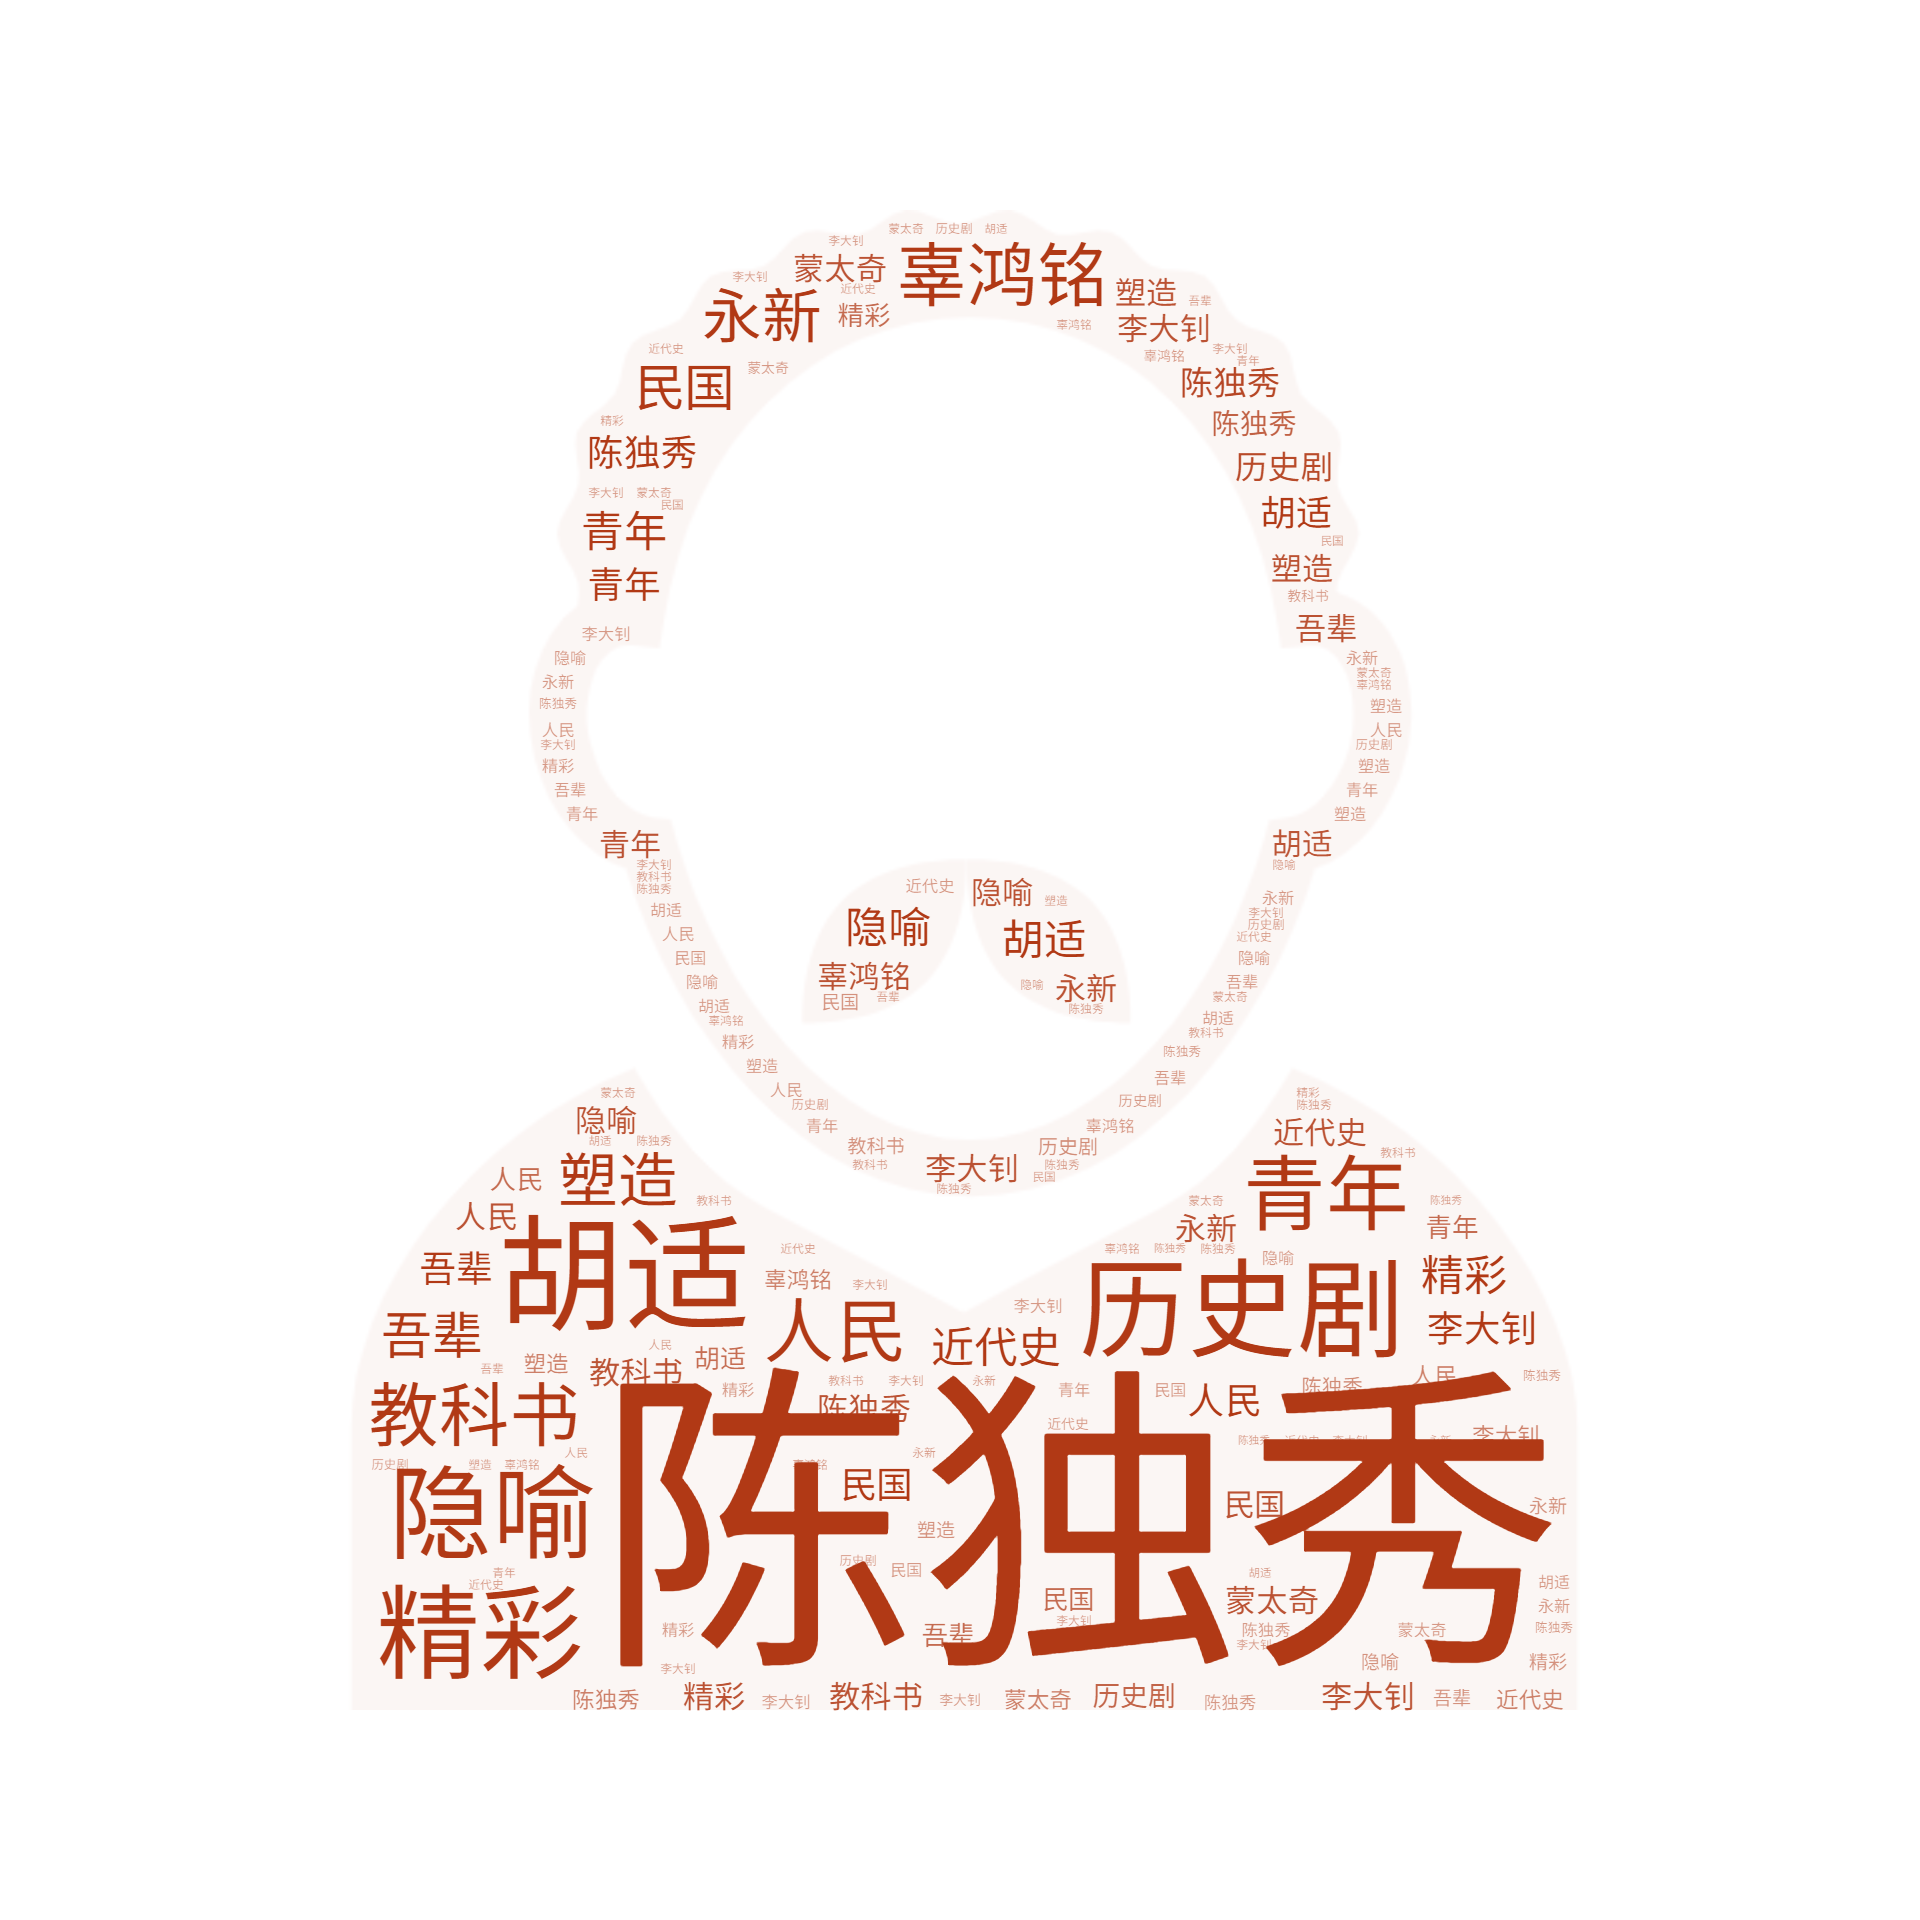 蒙太奇 历史剧 胡适
李大钊
辜鸿铭
蒙太奇
李大钊
近代史
塑造
吾辈
永新
精彩
辜鸿铭
李大钊
近代史
李大钊
辜鸿铭
青年
蒙太奇
民国
陈独秀
精彩
陈独秀
陈独秀
历史剧
李大钊 蒙太奇
民国
胡适
青年
民国
塑造
青年
教科书
李大钊
吾辈
隐喻
永新
蒙太奇
永新
辜鸿铭
陈独秀
塑造
人民
人民
李大钊
历史剧
精彩
塑造
吾辈
青年
青年
塑造
青年
胡适
李大钊
隐喻
教科书
陈独秀
近代史
隐喻
塑造
永新
胡适
李大钊
历史剧
隐喻
胡适
人民
近代史
民国
隐喻
辜鸿铭
隐喻
隐喻
永新
吾辈
民国
吾辈
蒙太奇
胡适
陈独秀
胡适
辜鸿铭
教科书
精彩
陈独秀
塑造
吾辈
人民
蒙太奇
精彩
历史剧
历史剧
陈独秀
隐喻
青年
辜鸿铭
近代史
胡适
陈独秀
教科书
历史剧
教科书
教科书
李大钊
陈独秀
民国
陈独秀
人民
塑造
青年
教科书
蒙太奇
陈独秀
人民
永新
青年
胡适
近代史
辜鸿铭
陈独秀
陈独秀
隐喻
吾辈
辜鸿铭
李大钊
历史剧
精彩
李大钊
吾辈
人民
近代史
李大钊
人民
吾辈
塑造
教科书
胡适
精彩
教科书
李大钊
永新
青年
民国
人民
陈独秀
人民
陈独秀
教科书
陈独秀
近代史
陈独秀
近代史
李大钊
永新
李大钊
人民
永新
历史剧
塑造
辜鸿铭
辜鸿铭
隐喻
民国
民国
永新
陈独秀
塑造
历史剧
民国
青年
近代史
胡适
胡适
精彩
民国
蒙太奇
永新
李大钊
精彩
吾辈
陈独秀
蒙太奇
陈独秀
李大钊
李大钊
隐喻
精彩
陈独秀
精彩
李大钊
教科书
李大钊
蒙太奇
历史剧
陈独秀
李大钊
吾辈
近代史